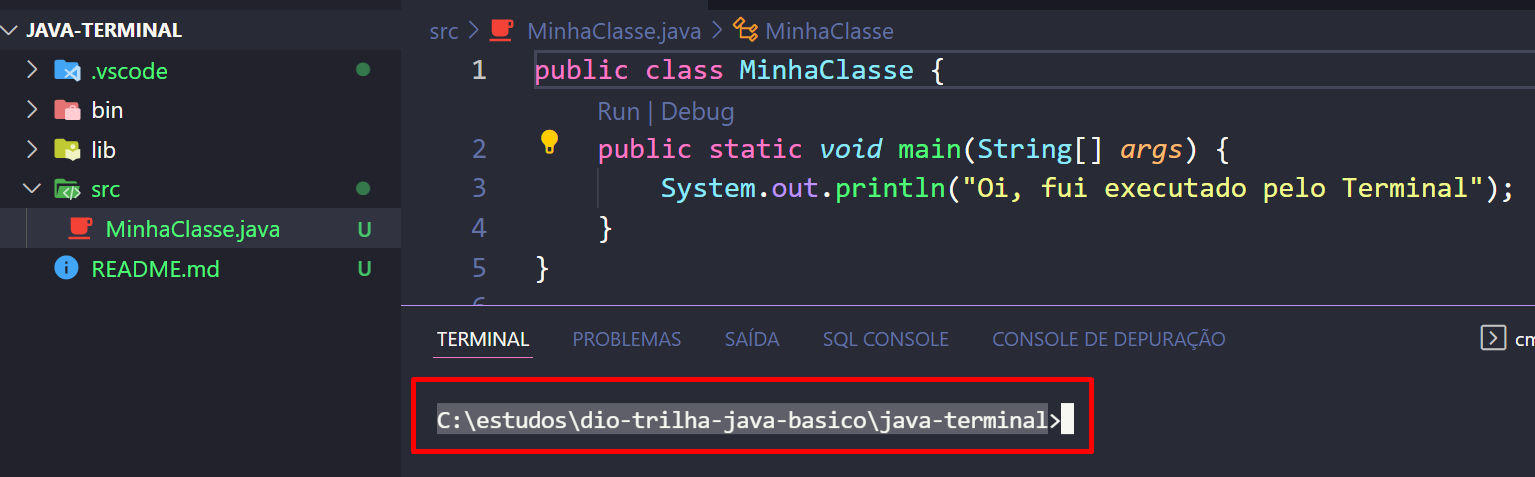 JAVA-TERMINAL
.vscode
bin
lib
src
MinhaClasse.java U
README.md U
src > MinhaClasse.java > MinhaClasse
1 public class MinhaClasse {
Run | Debug
2 public static void main(String[] args) {
3 System.out.println("Oi, fui executado pelo Terminal");
4 }
5 }
6
TERMINAL PROBLEMAS SAÍDA SQL CONSOLE CONSOLE DE DEPURAÇÃO
C:\estudos\dio-trilha-java-basico\java-terminal>